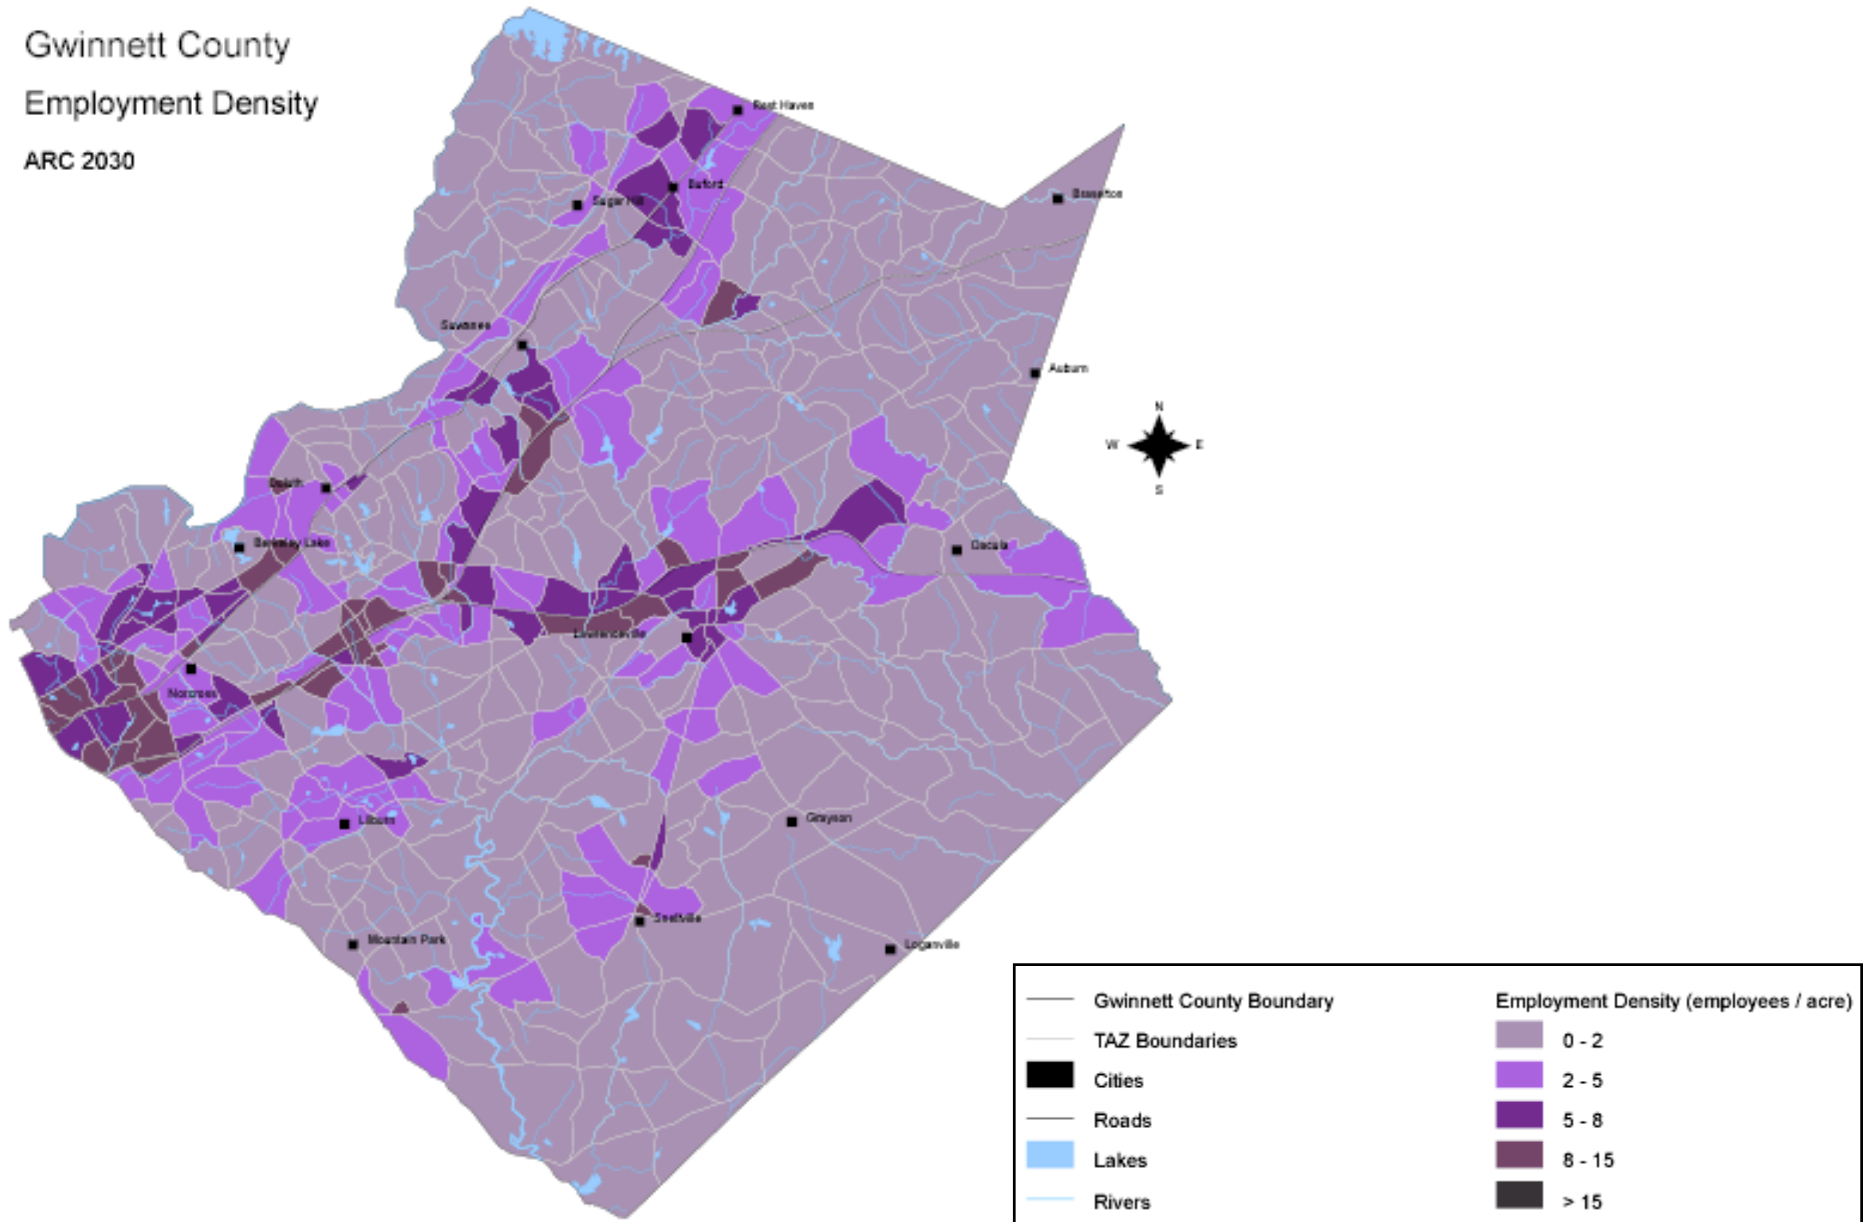 Gwinnett County
Employment Density
ARC 2030
Rest Haven
Buford
Sugar Hill
Braselton
Suwanee
Auburn
N
W
E
S
Duluth
Berkeley Lake
Dacula
Lawrenceville
Norcross
Lilburn
Grayson
Snellville
Mountain Park
Loganville
Gwinnett County Boundary
TAZ Boundaries
Cities
Roads
Lakes
Rivers
Employment Density (employees / acre)
0 - 2
2 - 5
5 - 8
8 - 15
> 15